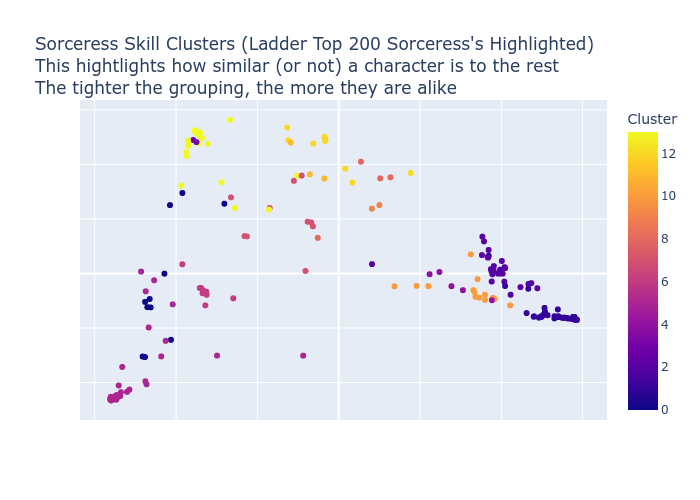 Sorceress Skill Clusters (Ladder Top 200 Sorceress's Highlighted)
This hightlights how similar (or not) a character is to the rest
The tighter the grouping, the more they are alike
Cluster
12
10
8
6
4
2
0